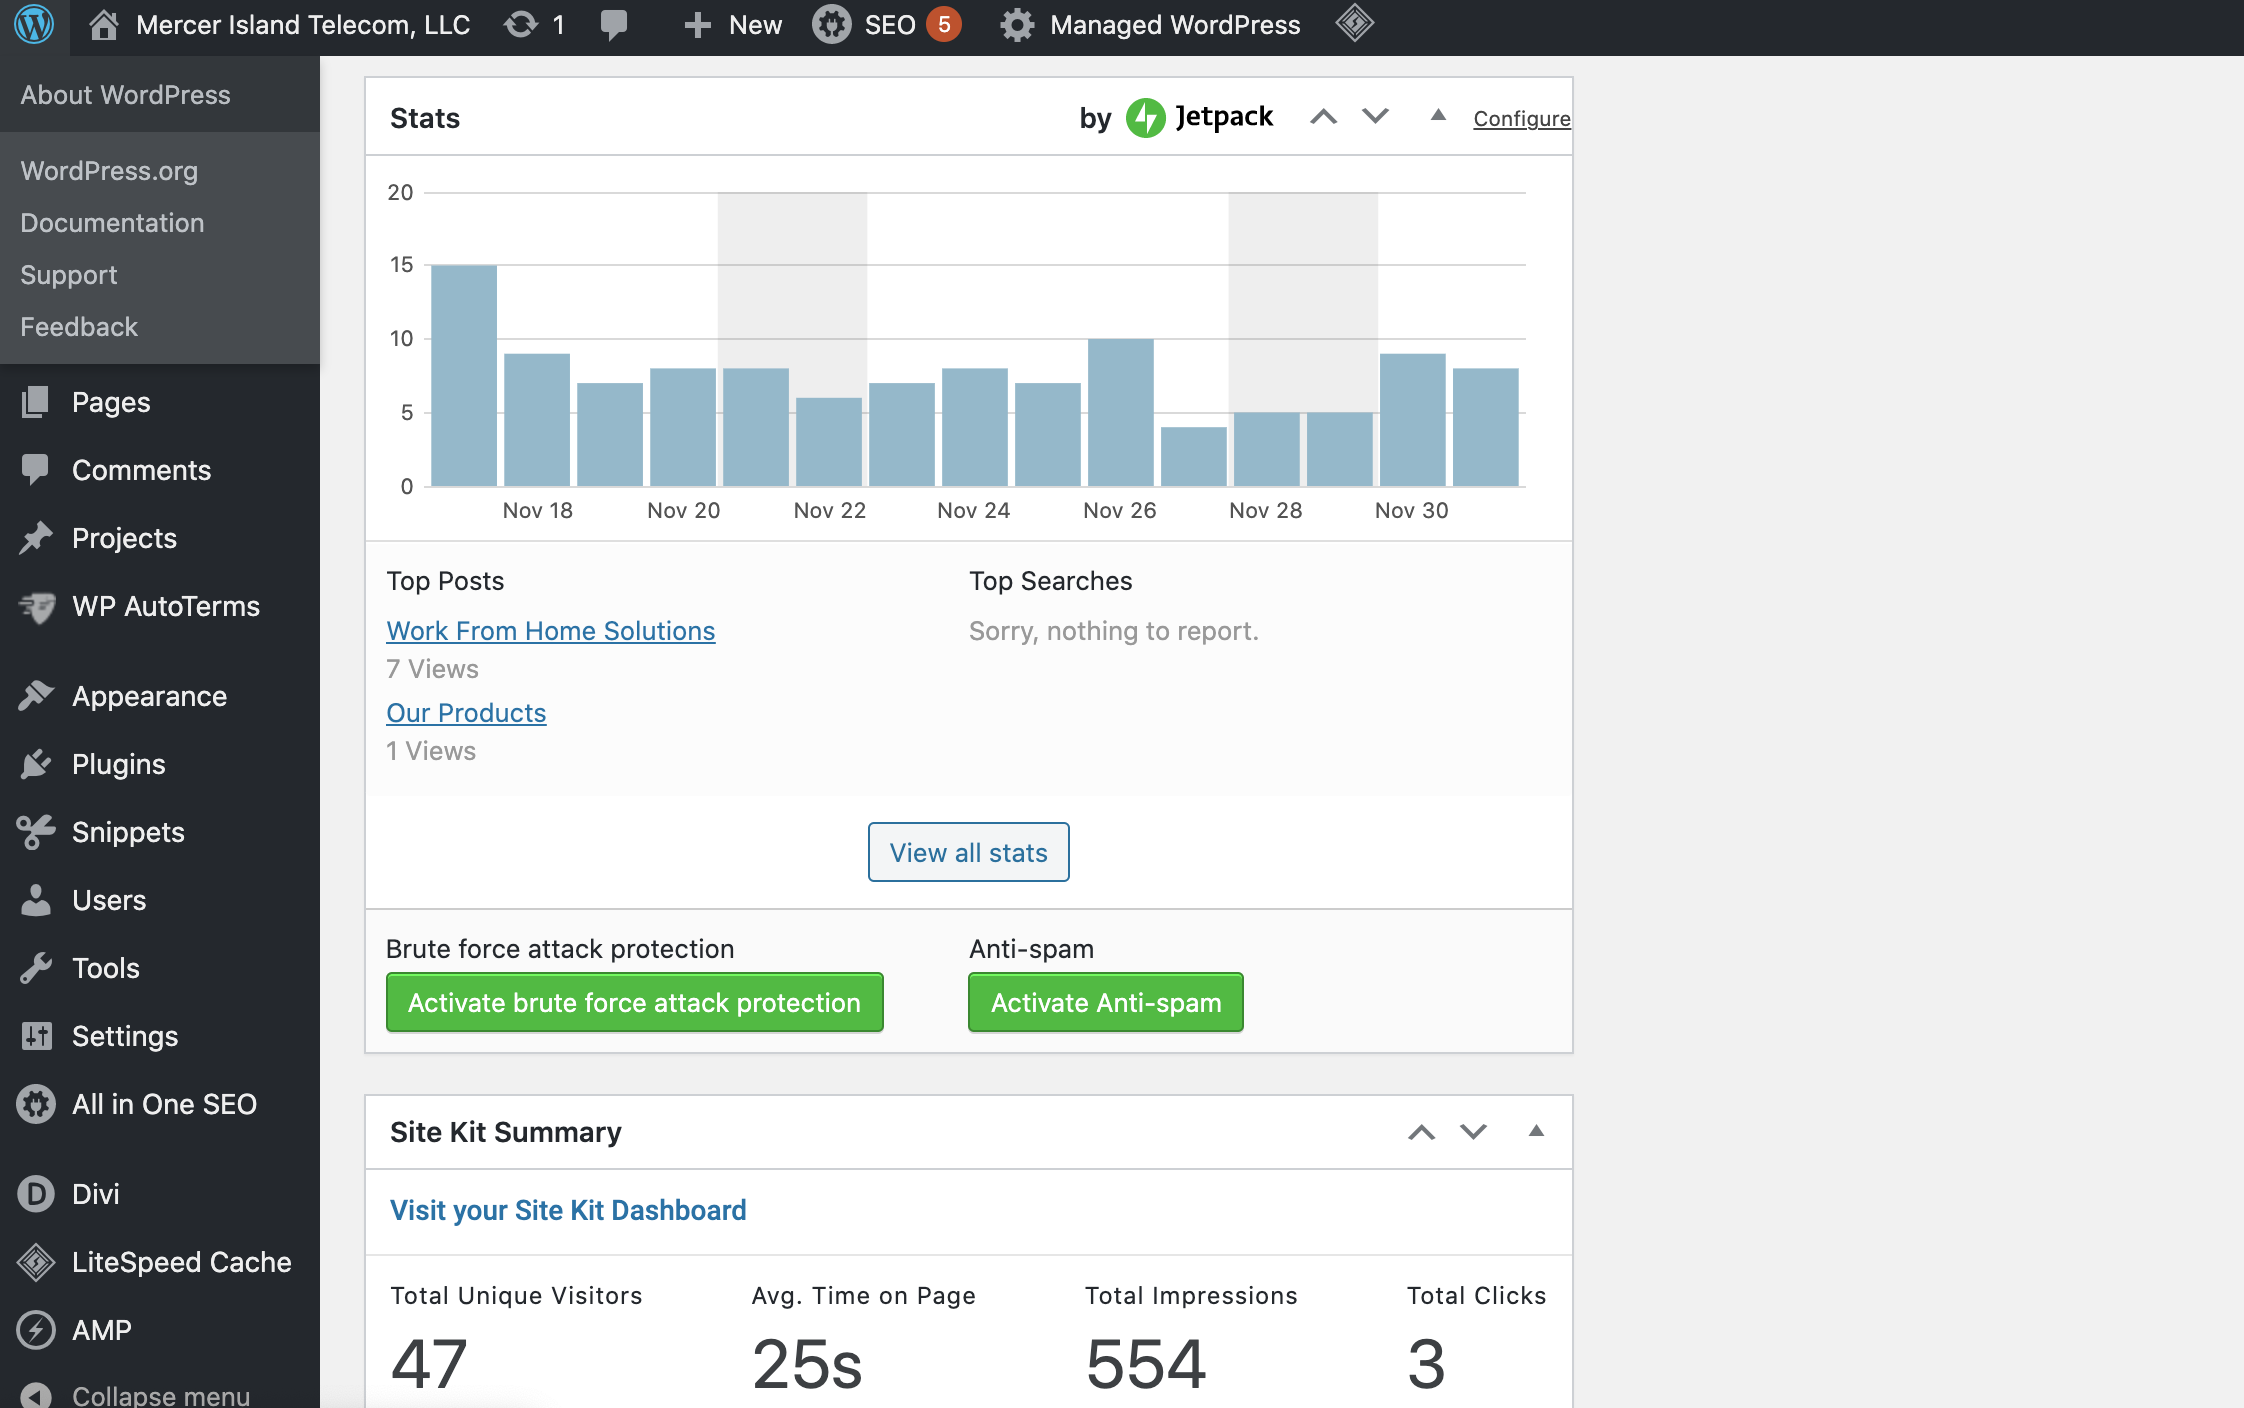 Mercer Island Telecom, LLC 1 New SEO 5 Managed WordPress
About WordPress
WordPress.org
Documentation
Support
Feedback
Pages
Comments
Projects
WP AutoTerms
Appearance
Plugins
Snippets
Users
Tools
Settings
All in One SEO
Divi
LiteSpeed Cache
AMP
Collapse menu
Stats by Jetpack Configure
20
15
10
5
0
Nov 18 Nov 20 Nov 22 Nov 24 Nov 26 Nov 28 Nov 30
Top Posts
Work From Home Solutions
7 Views
Our Products
1 Views
Top Searches
Sorry, nothing to report.
View all stats
Brute force attack protection
Activate brute force attack protection
Anti-spam
Activate Anti-spam
Site Kit Summary
Visit your Site Kit Dashboard
Total Unique Visitors Avg. Time on Page Total Impressions Total Clicks
47 25s 554 3